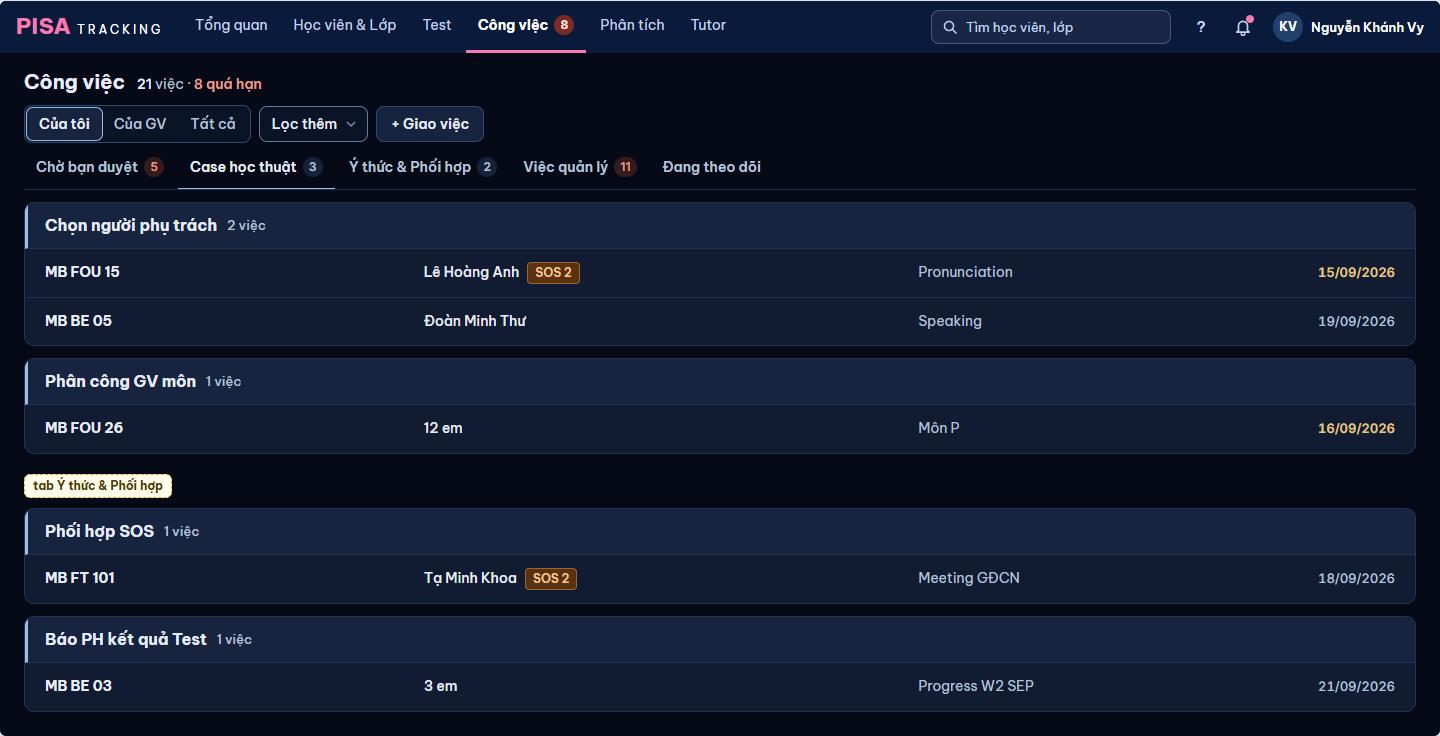 PISA TRACKING Tổng quan Học viên & Lớp Test Công việc 8 Phân tích Tutor Tìm học viên, lớp ? KV Nguyễn Khánh Vy
Công việc 21 việc · 8 quá hạn
Của tôi Của GV Tất cả Lọc thêm + Giao việc
Chờ bạn duyệt 5 Case học thuật 3 Ý thức & Phối hợp 2 Việc quản lý 11 Đang theo dõi
Chọn người phụ trách 2 việc
MB FOU 15 Lê Hoàng Anh SOS 2 Pronunciation 15/09/2026
MB BE 05 Đoàn Minh Thư Speaking 19/09/2026
Phân công GV môn 1 việc
MB FOU 26 12 em Môn P 16/09/2026
tab Ý thức & Phối hợp
Phối hợp SOS 1 việc
MB FT 101 Tạ Minh Khoa SOS 2 Meeting GĐCN 18/09/2026
Báo PH kết quả Test 1 việc
MB BE 03 3 em Progress W2 SEP 21/09/2026